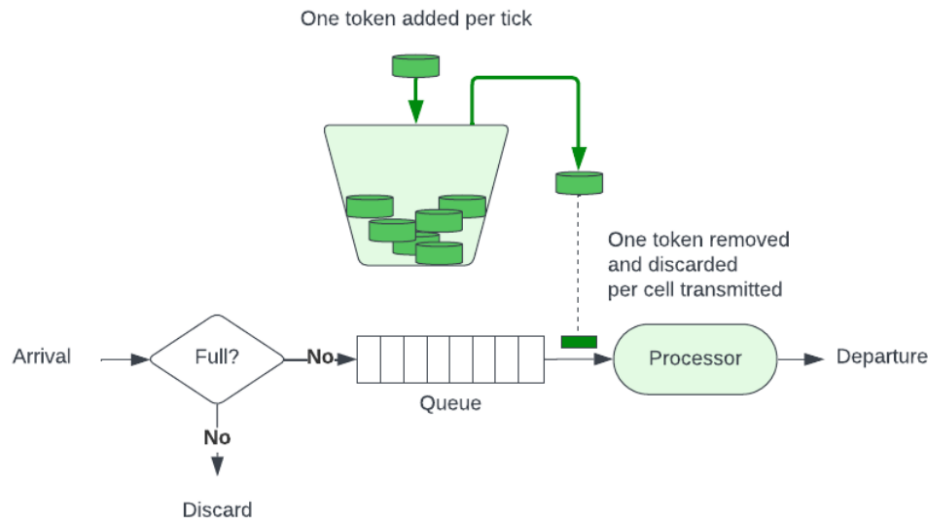 One token added per tick
One token removed
and discarded
per cell transmitted
Arrival
Full?
No
Processor
Departure
Queue
No
Discard